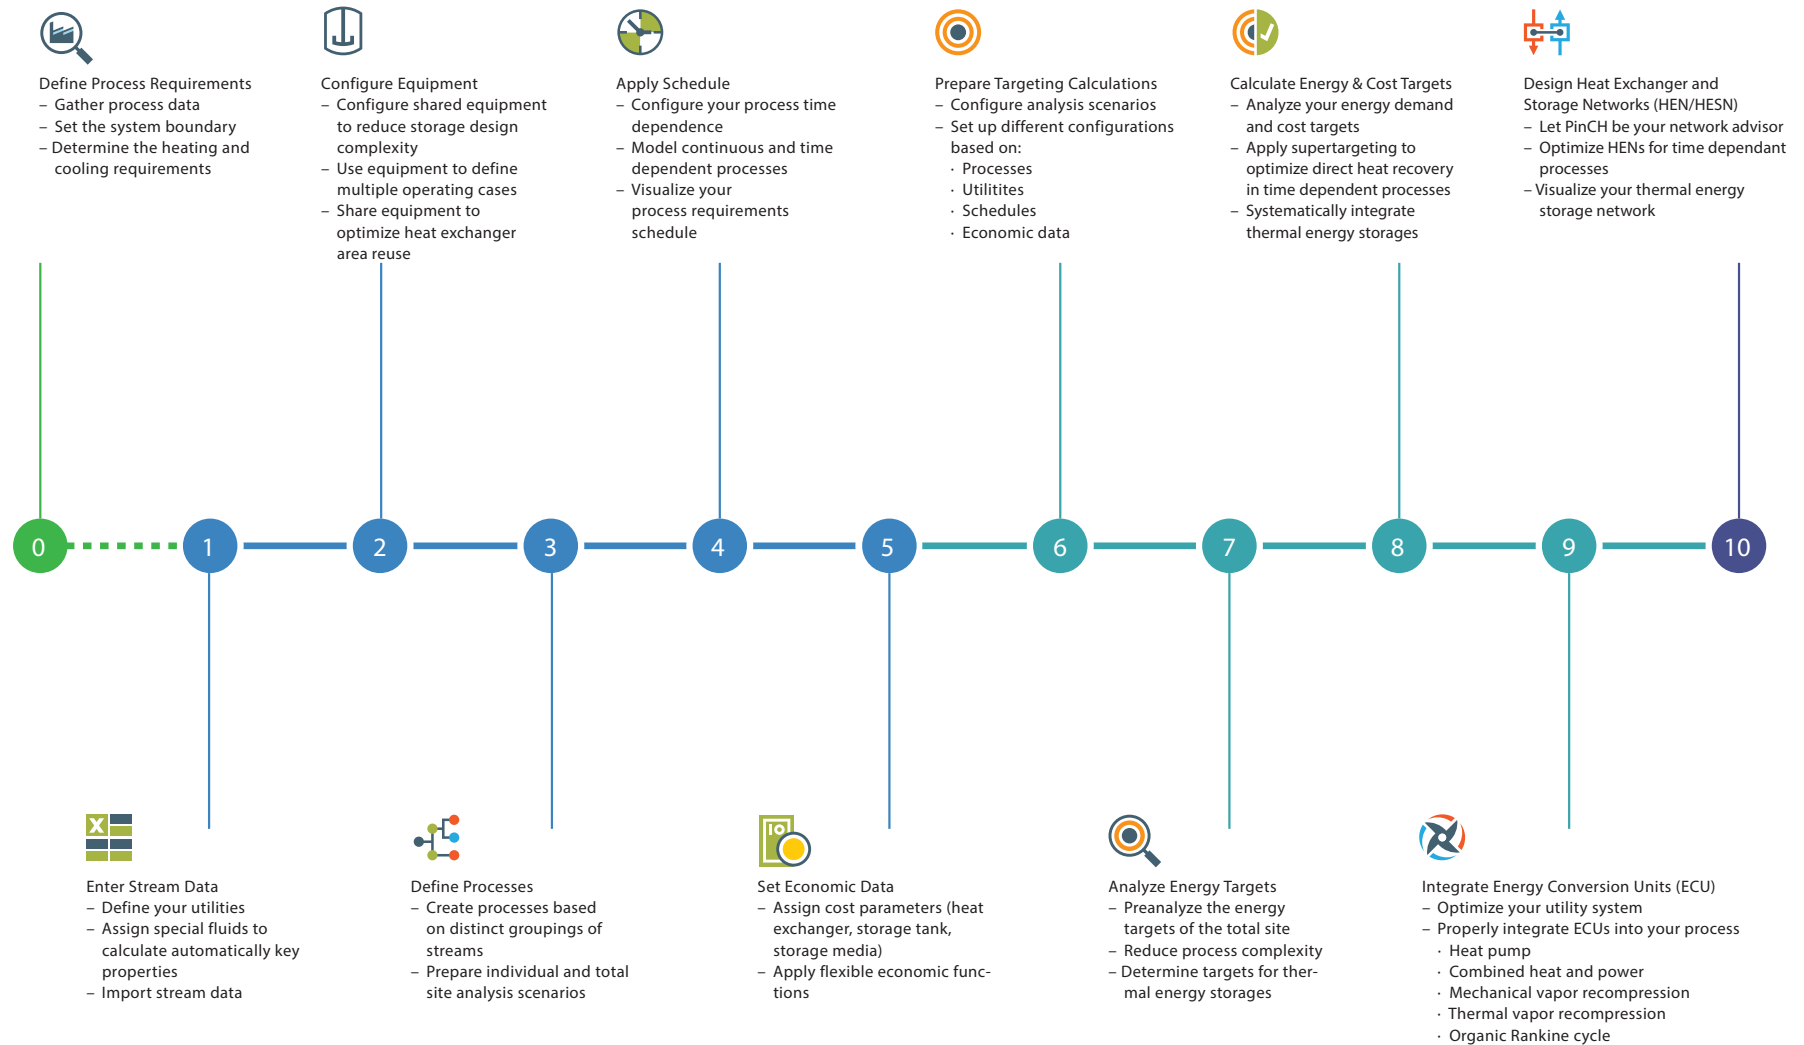 Define Process Requirements
– Gather process data
– Set the system boundary
– Determine the heating and
cooling requirements
Configure Equipment
– Configure shared equipment
to reduce storage design
complexity
– Use equipment to define
multiple operating cases
– Share equipment to
optimize heat exchanger
area reuse
Apply Schedule
– Configure your process time
dependence
– Model continuous and time
dependent processes
– Visualize your
process requirements
schedule
Prepare Targeting Calculations
– Configure analysis scenarios
– Set up different configurations
based on:
· Processes
· Utilitites
· Schedules
· Economic data
Calculate Energy & Cost Targets
– Analyze your energy demand
and cost targets
– Apply supertargeting to
optimize direct heat recovery
in time dependent processes
– Systematically integrate
thermal energy storages
Design Heat Exchanger and
Storage Networks (HEN/HESN)
– Let PinCH be your network advisor
– Optimize HENs for time dependant
processes
– Visualize your thermal energy
storage network
0
1
2
3
4
5
6
7
8
9
10
X
Enter Stream Data
– Define your utilities
– Assign special fluids to
calculate automatically key
properties
– Import stream data
Define Processes
– Create processes based
on distinct groupings of
streams
– Prepare individual and total
site analysis scenarios
10
Set Economic Data
– Assign cost parameters (heat
exchanger, storage tank,
storage media)
– Apply flexible economic func-
tions
Analyze Energy Targets
– Preanalyze the energy
targets of the total site
– Reduce process complexity
– Determine targets for ther-
mal energy storages
Integrate Energy Conversion Units (ECU)
– Optimize your utility system
– Properly integrate ECUs into your process
· Heat pump
· Combined heat and power
· Mechanical vapor recompression
· Thermal vapor recompression
· Organic Rankine cycle